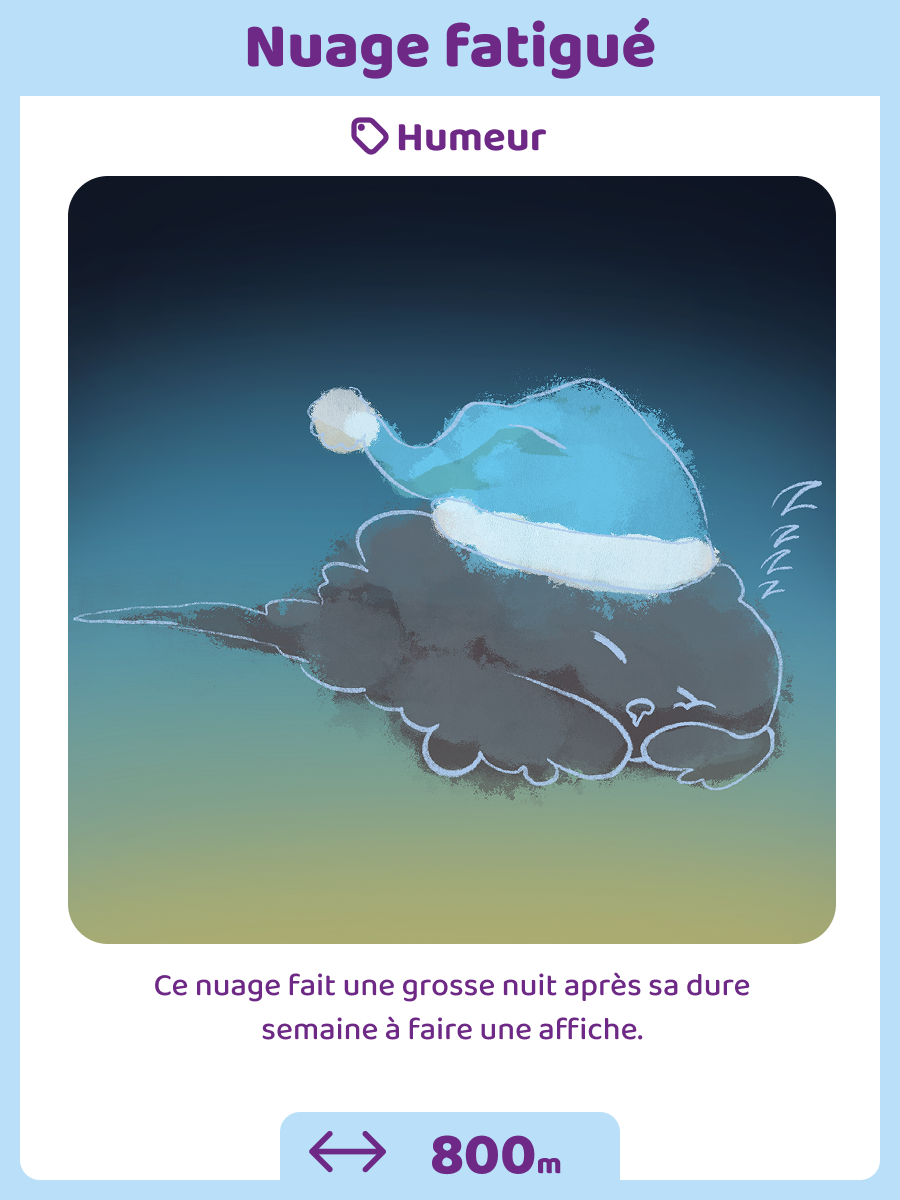 Nuage fatigué
Humeur
z z z z
Ce nuage fait une grosse nuit après sa dure
semaine à faire une affiche.
800m